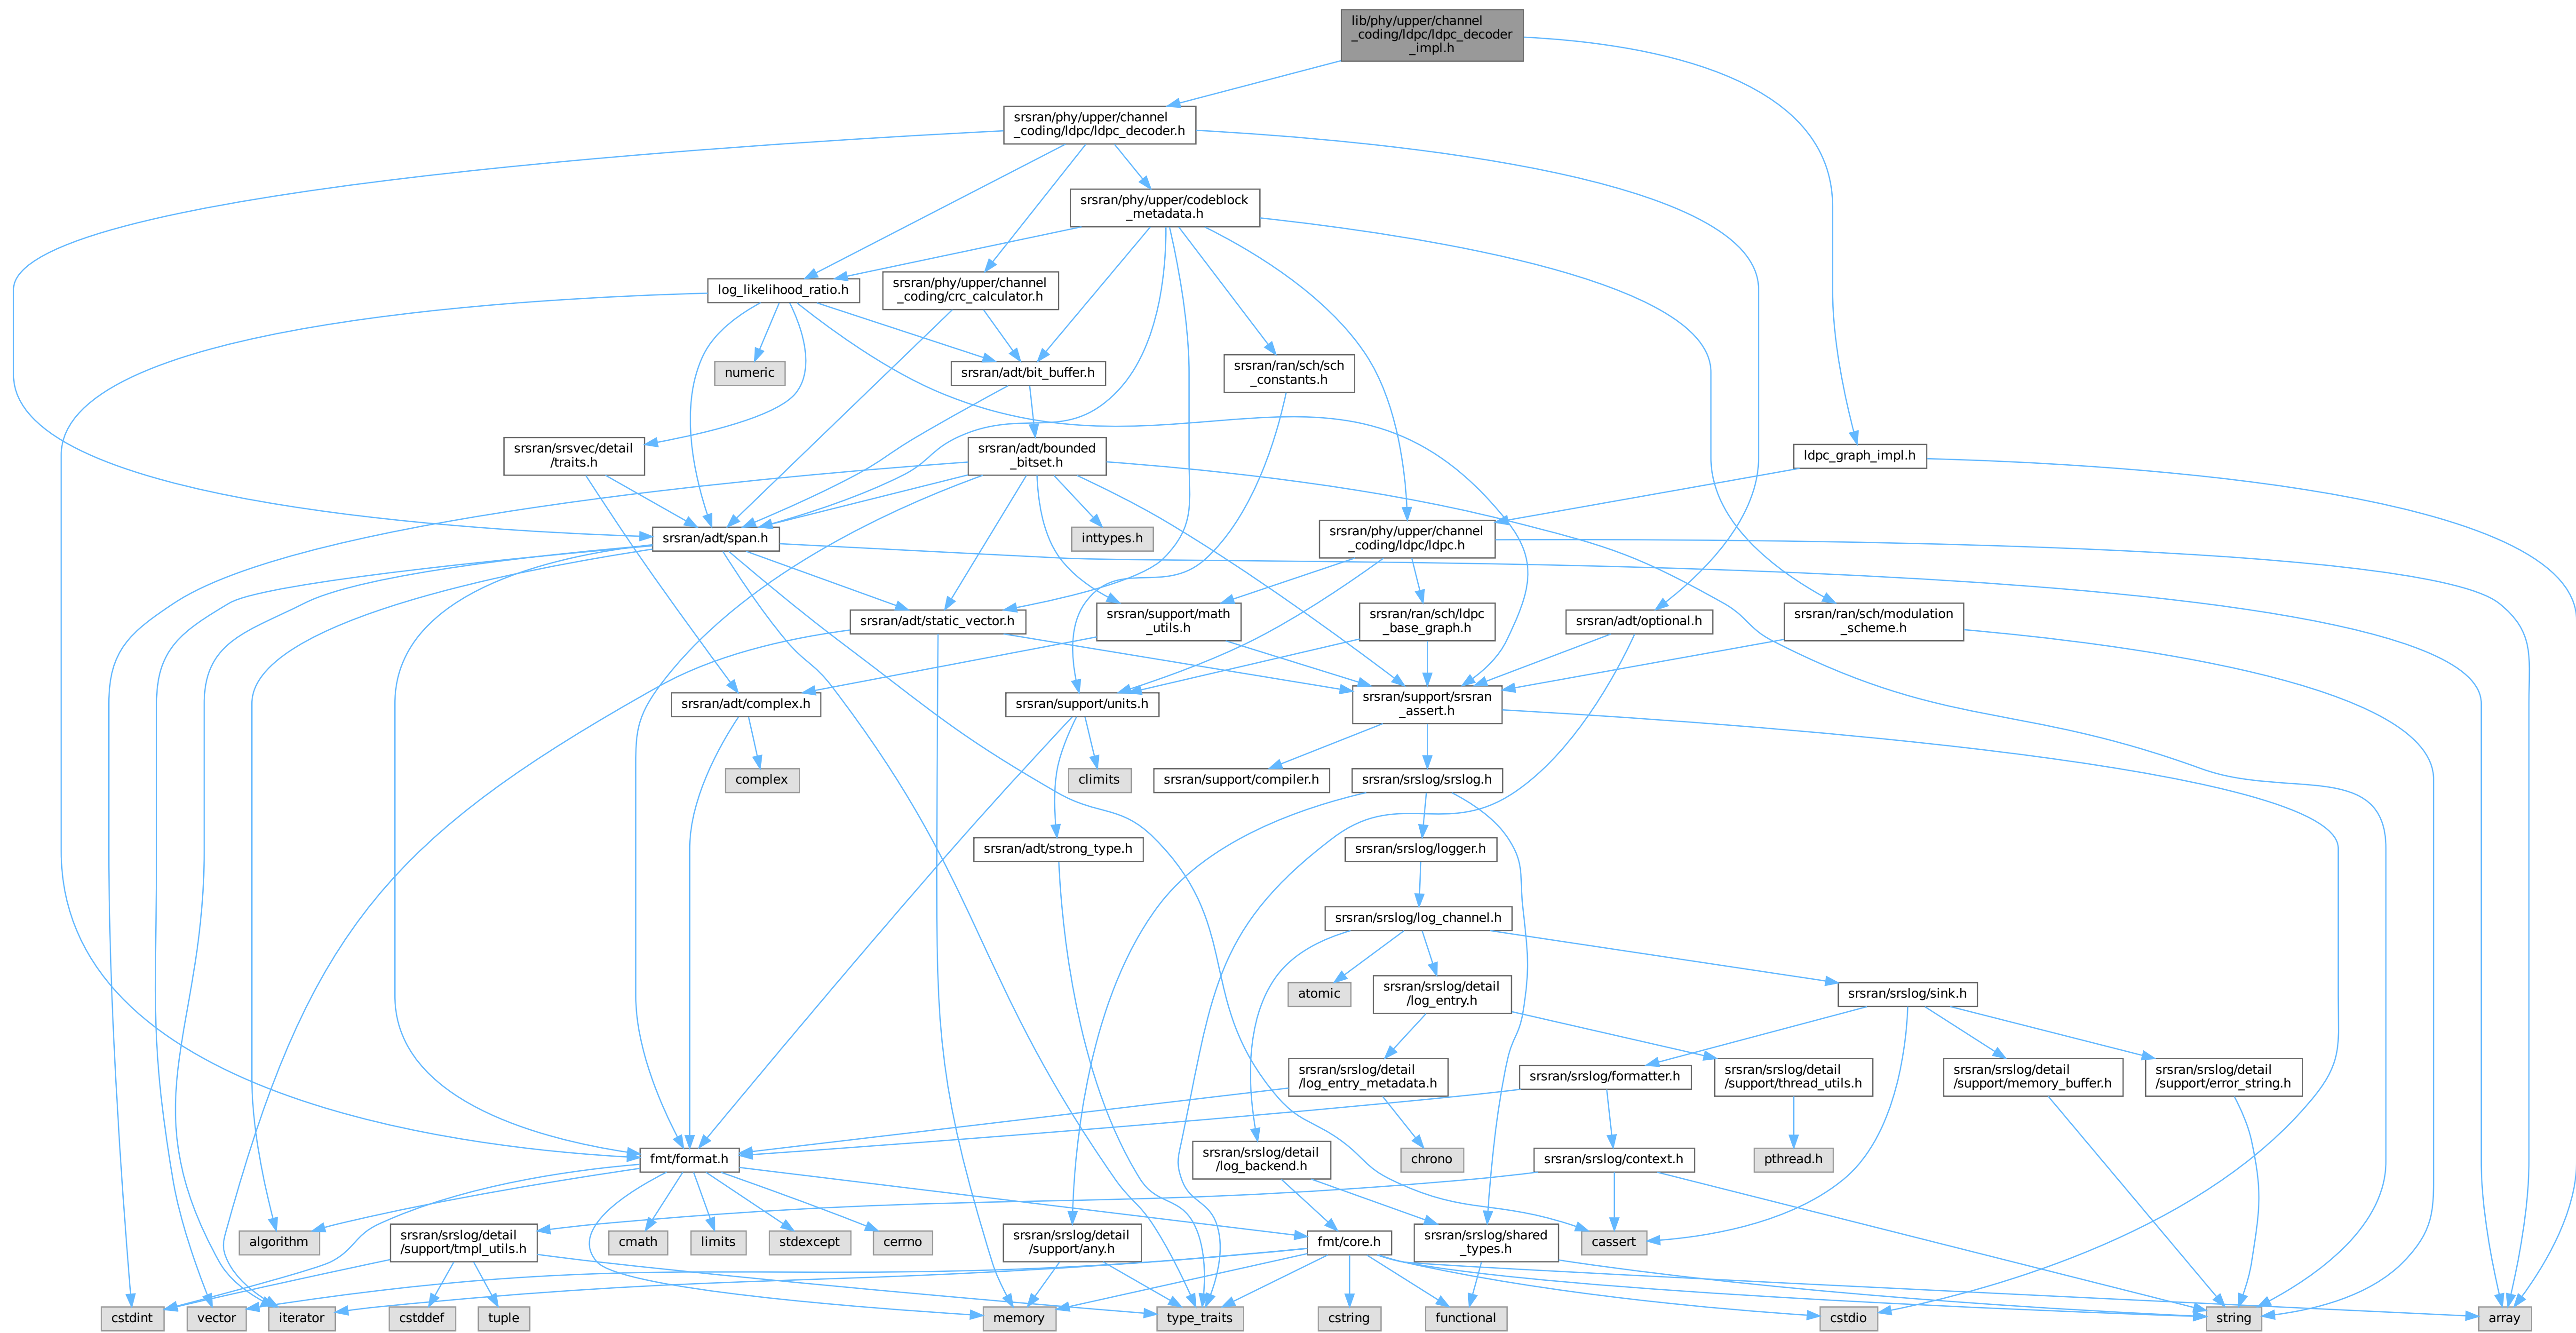 lib/phy/upper/channel
_coding/ldpc/ldpc_decoder
_impl.h
srsran/phy/upper/channel
_coding/ldpc/ldpc_decoder.h
srsran/phy/upper/codeblock
_metadata.h
log_likelihood_ratio.h
srsran/phy/upper/channel
_coding/crc_calculator.h
numeric
srsran/adt/bit_buffer.h
srsran/ran/sch/sch
_constants.h
srsran/srsvec/detail
/traits.h
srsran/adt/bounded
_bitset.h
ldpc_graph_impl.h
srsran/adt/span.h
inttypes.h
srsran/phy/upper/channel
_coding/ldpc/ldpc.h
srsran/adt/static_vector.h
srsran/support/math
_utils.h
srsran/ran/sch/ldpc
_base_graph.h
srsran/adt/optional.h
srsran/ran/sch/modulation
_scheme.h
srsran/adt/complex.h
srsran/support/units.h
srsran/support/srsran
_assert.h
complex
climits
srsran/support/compiler.h
srsran/srslog/srslog.h
srsran/adt/strong_type.h
srsran/srslog/logger.h
srsran/srslog/log_channel.h
atomic
srsran/srslog/detail
/log_entry.h
srsran/srslog/sink.h
srsran/srslog/detail
/log_entry_metadata.h
srsran/srslog/formatter.h
srsran/srslog/detail
/support/thread_utils.h
srsran/srslog/detail
/support/memory_buffer.h
srsran/srslog/detail
/support/error_string.h
fmt/format.h
srsran/srslog/detail
/log_backend.h
chrono
srsran/srslog/context.h
pthread.h
algorithm
srsran/srslog/detail
/support/tmpl_utils.h
cmath
limits
stdexcept
cerrno
srsran/srslog/detail
/support/any.h
fmt/core.h
srsran/srslog/shared
_types.h
cassert
cstdint
vector
iterator
cstddef
tuple
memory
type_traits
cstring
functional
cstdio
string
array